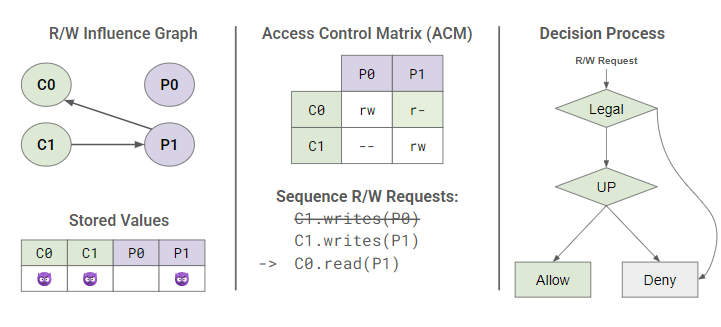 R/W Influence Graph
C0
P0
C1
P1
Stored Values
C0 C1 P0 P1
Access Control Matrix (ACM)
P0 P1
C0 rw r-
C1 -- rw
Sequence R/W Requests:
C1.writes(P0)
C1.writes(P1)
-> C0.read(P1)
Decision Process
R/W Request
Legal
UP
Allow
Deny